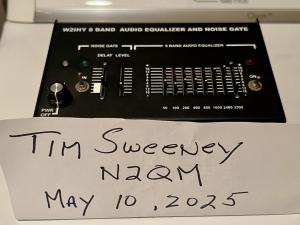 W2IHY 8 BAND AUDIO EQUALIZER AND NOISE GATE
NOISE GATE
8 BAND AUDIO EQUALIZER
DELAY LEVEL
IN
PWR
OFF
50 100 200 400 800 1600 2400 3200
TIM SWEENEY
N2QM
MAY 10, 2025